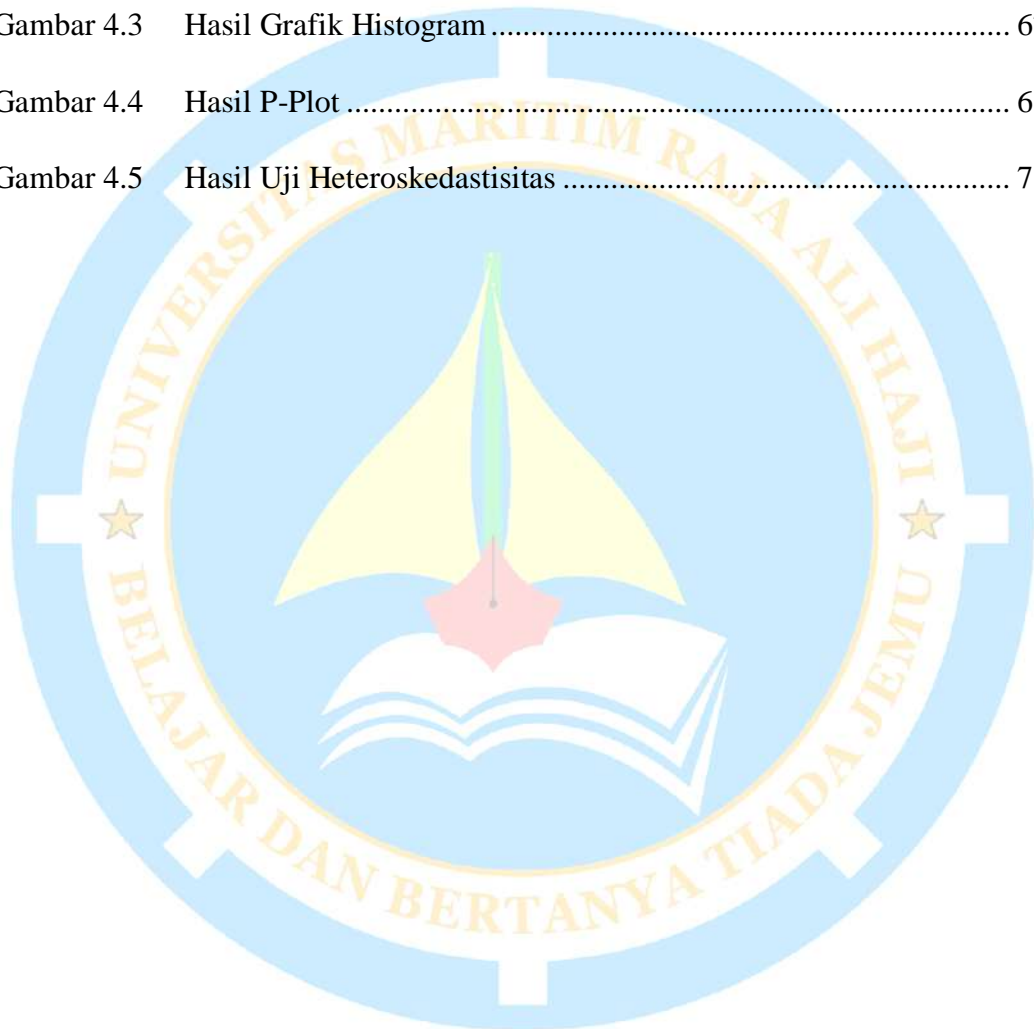 Gambar 4.3 Hasil Grafik Histogram ................................................................ 6
Gambar 4.4 Hasil P-Plot .................................................................................. 6
Gambar 4.5 Hasil Uji Heteroskedastisitas ....................................................... 7
UNIVERSITAS MARITIM RAJA ALI HAJI
BELAJAR DAN BERTANYA TIADA JEMU